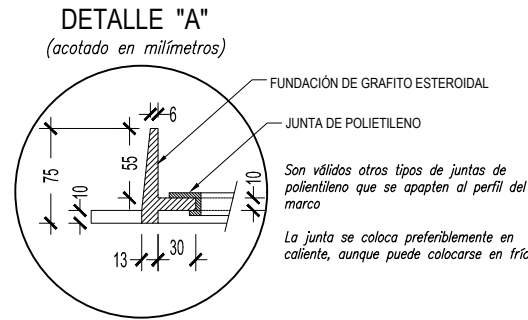 DETALLE "A"
(acotado en milímetros)
6
FUNDACIÓN DE GRAFITO ESTEROIDAL
JUNTA DE POLIETILENO
75
55
10
10
13
30
Son válidos otros tipos de juntas de
polientileno que se apapten al perfil del
marco
La junta se coloca preferiblemente en
caliente, aunque puede colocarse en fríc